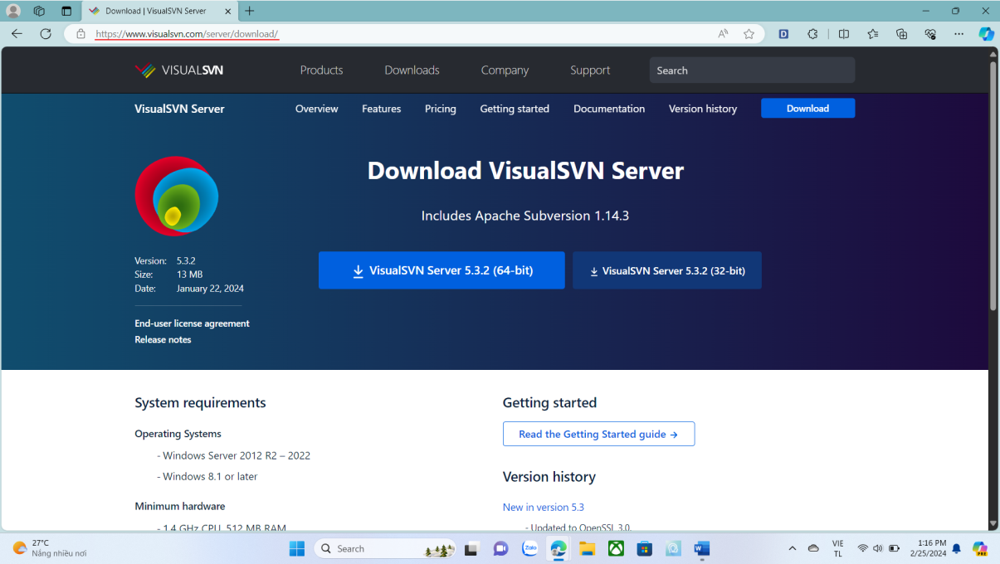 Download | VisualSVN Server
https://www.visualsvn.com/server/download/
VISUALSVN
Products
Downloads
Company
Support
Search
VisualSVN Server
Overview
Features
Pricing
Getting started
Documentation
Version history
Download
Download VisualSVN Server
Includes Apache Subversion 1.14.3
VisualSVN Server 5.3.2 (64-bit)
VisualSVN Server 5.3.2 (32-bit)
Version: 5.3.2
Size: 13 MB
Date: January 22, 2024
End-user license agreement
Release notes
System requirements
Operating Systems
- Windows Server 2012 R2 – 2022
- Windows 8.1 or later
Minimum hardware
- 1.4 GHz CPU, 512 MB RAM
Getting started
Read the Getting Started guide →
Version history
New in version 5.3
- Updated to OpenSSL 3.0.
27°C
Nắng nhiều nơi
Search
Zalo
VIE
TL
1:16 PM
2/25/2024
PRE